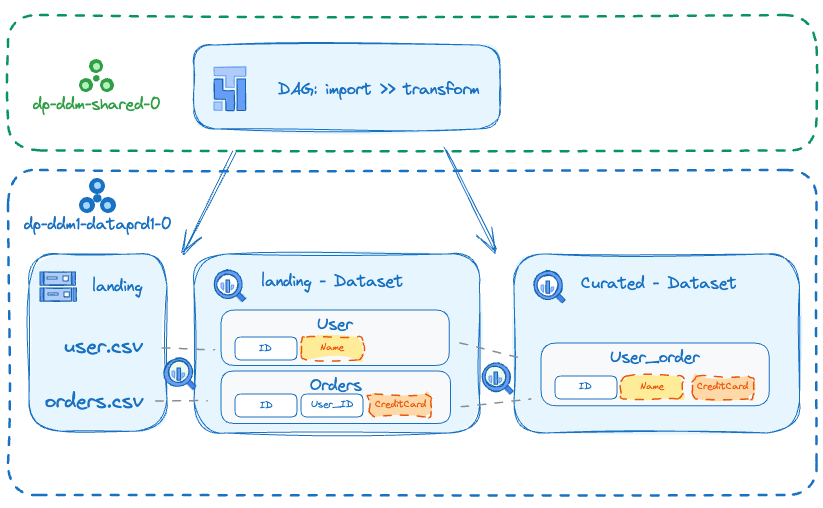 DAG: import >> transform
dp-ddm-shared-0
dp-ddm1-dataprd1-0
landing
user.csv
orders.csv
landing - Dataset
User
ID
Name
Orders
ID
User_ID
CreditCard
Curated - Dataset
User_order
ID
Name
CreditCard